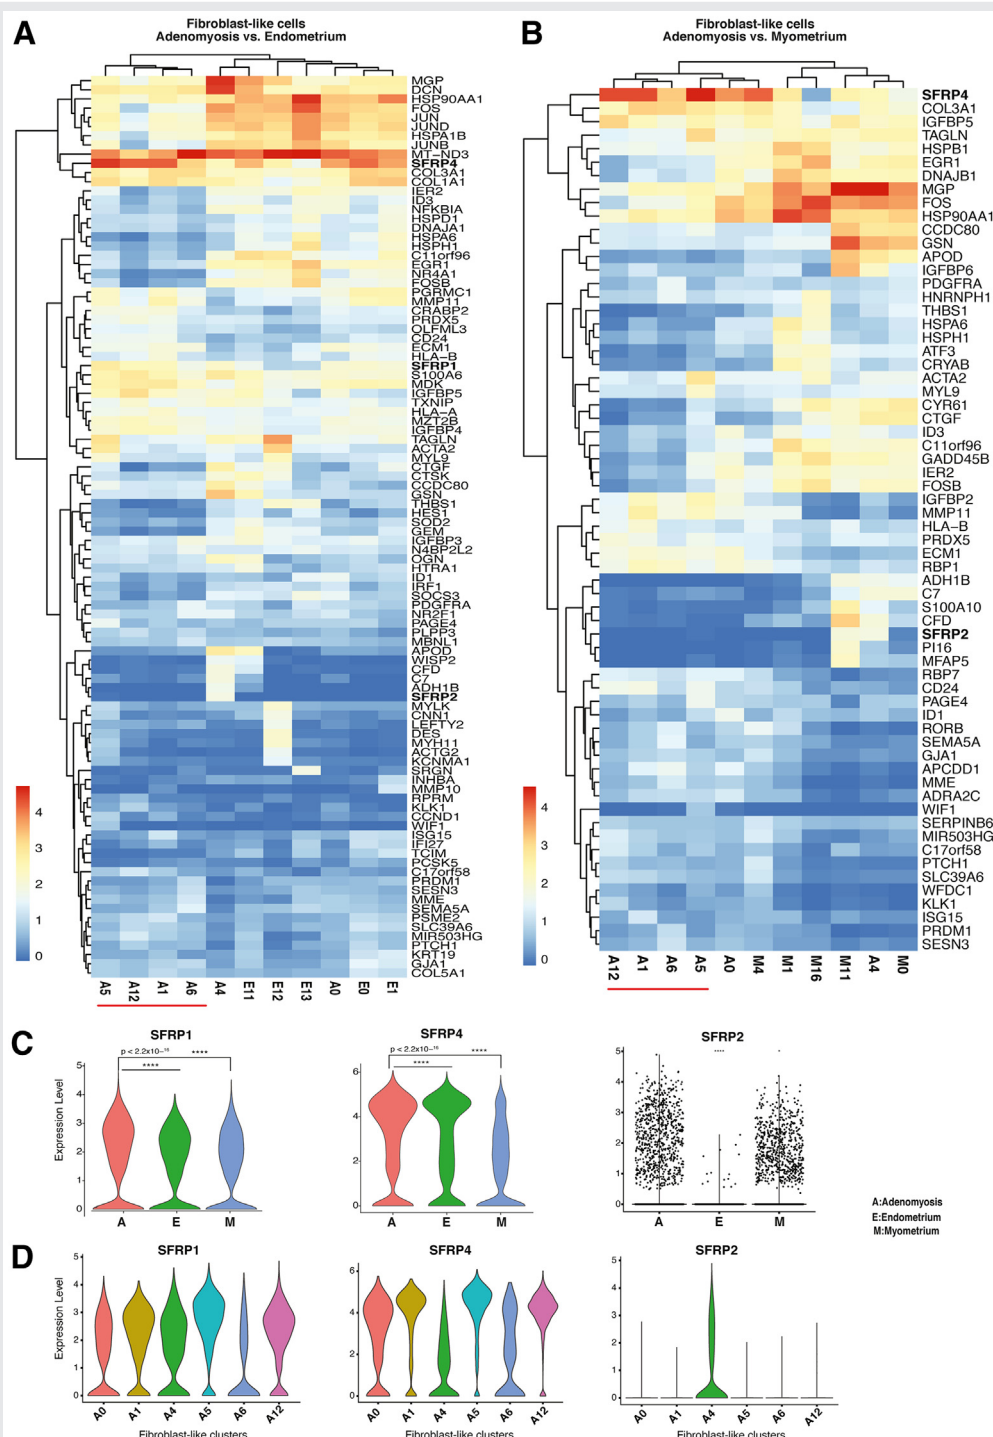 A
Fibroblast-like cells
Adenomyosis vs. Endometrium
MGP
DCN
HSP90AA1
FOS
JUN
JUND
HSPA1B
JUNB
MT-ND3
SFRP4
COL3A1
COL1A1
IER2
ID3
NFKBIA
HSPD1
DNAJA1
HSPA6
HSPH1
C11orf96
EGR1
NR4A1
FOSB
PGRMC1
MMP11
CRABP2
PRDX5
OLFML3
CD24
ECM1
HLA-B
SFRP1
S100A6
MDK
IGFBP5
TXNIP
HLA-A
MZT2B
IGFBP4
TAGLN
ACTA2
MYL9
CTGF
CTSK
CCDC80
GSN
THBS1
HES1
SOD2
GEM
IGFBP3
N4BP2L2
OGN
HTRA1
ID1
IRF1
SOCS3
PDGFRA
NR2F1
PAGE4
PLPP3
MBNL1
APOD
WISP2
CFD
C7
ADH1B
SFRP2
MYLK
CNN1
LEFTY2
DES
MYH11
ACTG2
KCNMA1
SRGN
INHBA
MMP10
RPRM
KLK1
CCND1
WIF1
ISG15
IFI27
TCIM
PCSK5
C17orf58
PRDM1
SESN3
MME
SEMA5A
PSME2
SLC39A6
MIR503HG
PTCH1
KRT19
GJA1
COL5A1
4
3
2
1
0
A5 A12 A1 A6 A4 E11 E12 E13 A0 E0 E1
B
Fibroblast-like cells
Adenomyosis vs. Myometrium
SFRP4
COL3A1
IGFBP5
TAGLN
HSPB1
EGR1
DNAJB1
MGP
FOS
HSP90AA1
CCDC80
GSN
APOD
IGFBP6
PDGFRA
HNRNPH1
THBS1
HSPA6
HSPH1
ATF3
CRYAB
ACTA2
MYL9
CYR61
CTGF
ID3
C11orf96
GADD45B
IER2
FOSB
IGFBP2
MMP11
HLA-B
PRDX5
ECM1
RBP1
ADH1B
C7
S100A10
CFD
SFRP2
PI16
MFAP5
RBP7
CD24
PAGE4
ID1
RORB
SEMA5A
GJA1
APCDD1
MME
ADRA2C
WIF1
SERPINB6
MIR503HG
C17orf58
PTCH1
SLC39A6
WFDC1
KLK1
ISG15
PRDM1
SESN3
4
3
2
1
0
A12 A1 A6 A5 A0 M4 M1 M16 M11 A4 M0
C
SFRP1
p < 2.2x10⁻¹⁶ ****
****
Expression Level
5
4
3
2
1
0
A E M
SFRP4
p < 2.2x10⁻¹⁶ ****
****
6
4
2
0
A E M
SFRP2
****
5
4
3
2
1
0
A E M
A:Adenomyosis
E:Endometrium
M:Myometrium
D
SFRP1
Expression Level
5
4
3
2
1
0
A0 A1 A4 A5 A6 A12
Fibroblast-like clusters
SFRP4
6
4
2
0
A0 A1 A4 A5 A6 A12
Fibroblast-like clusters
SFRP2
5
4
3
2
1
0
A0 A1 A4 A5 A6 A12
Fibroblast-like clusters